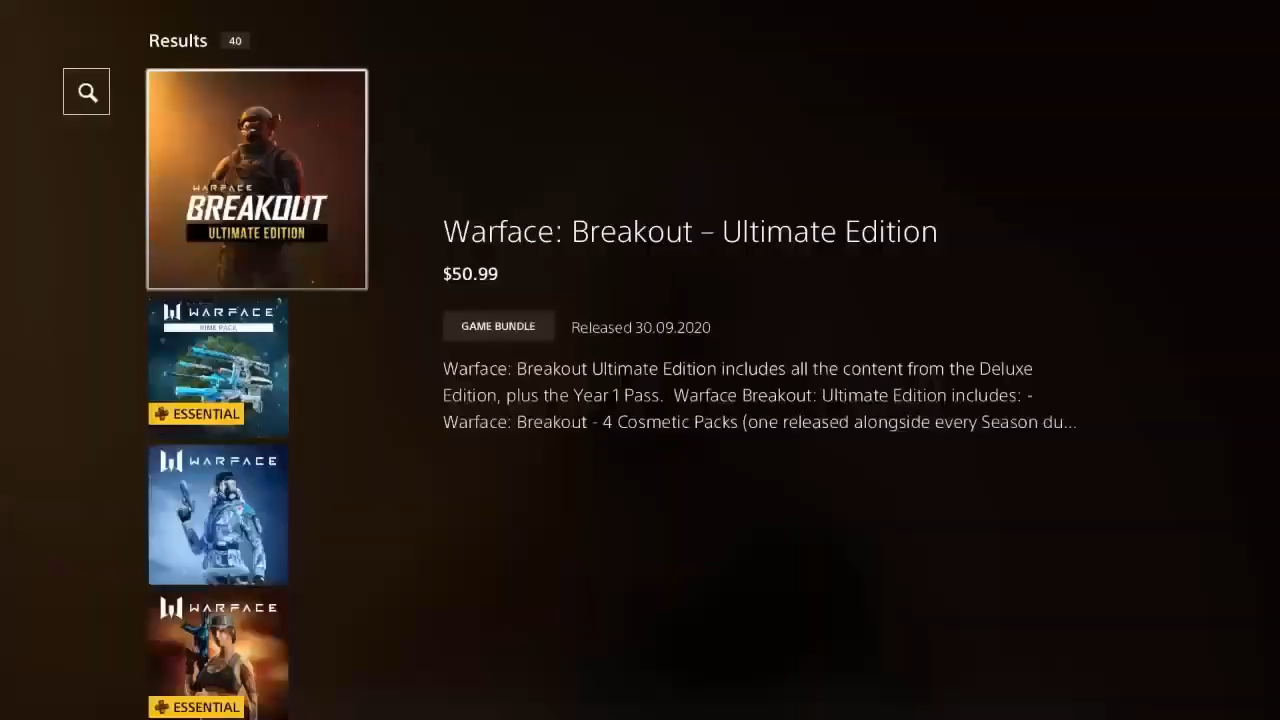 Results 40
WARFACE
BREAKOUT
ULTIMATE EDITION
Warface: Breakout – Ultimate Edition
$50.99
GAME BUNDLE Released 30.09.2020
Warface: Breakout Ultimate Edition includes all the content from the Deluxe
Edition, plus the Year 1 Pass.  Warface Breakout: Ultimate Edition includes: -
Warface: Breakout - 4 Cosmetic Packs (one released alongside every Season du...
WARFACE
RIME PACK
ESSENTIAL
WARFACE
WARFACE
ESSENTIAL